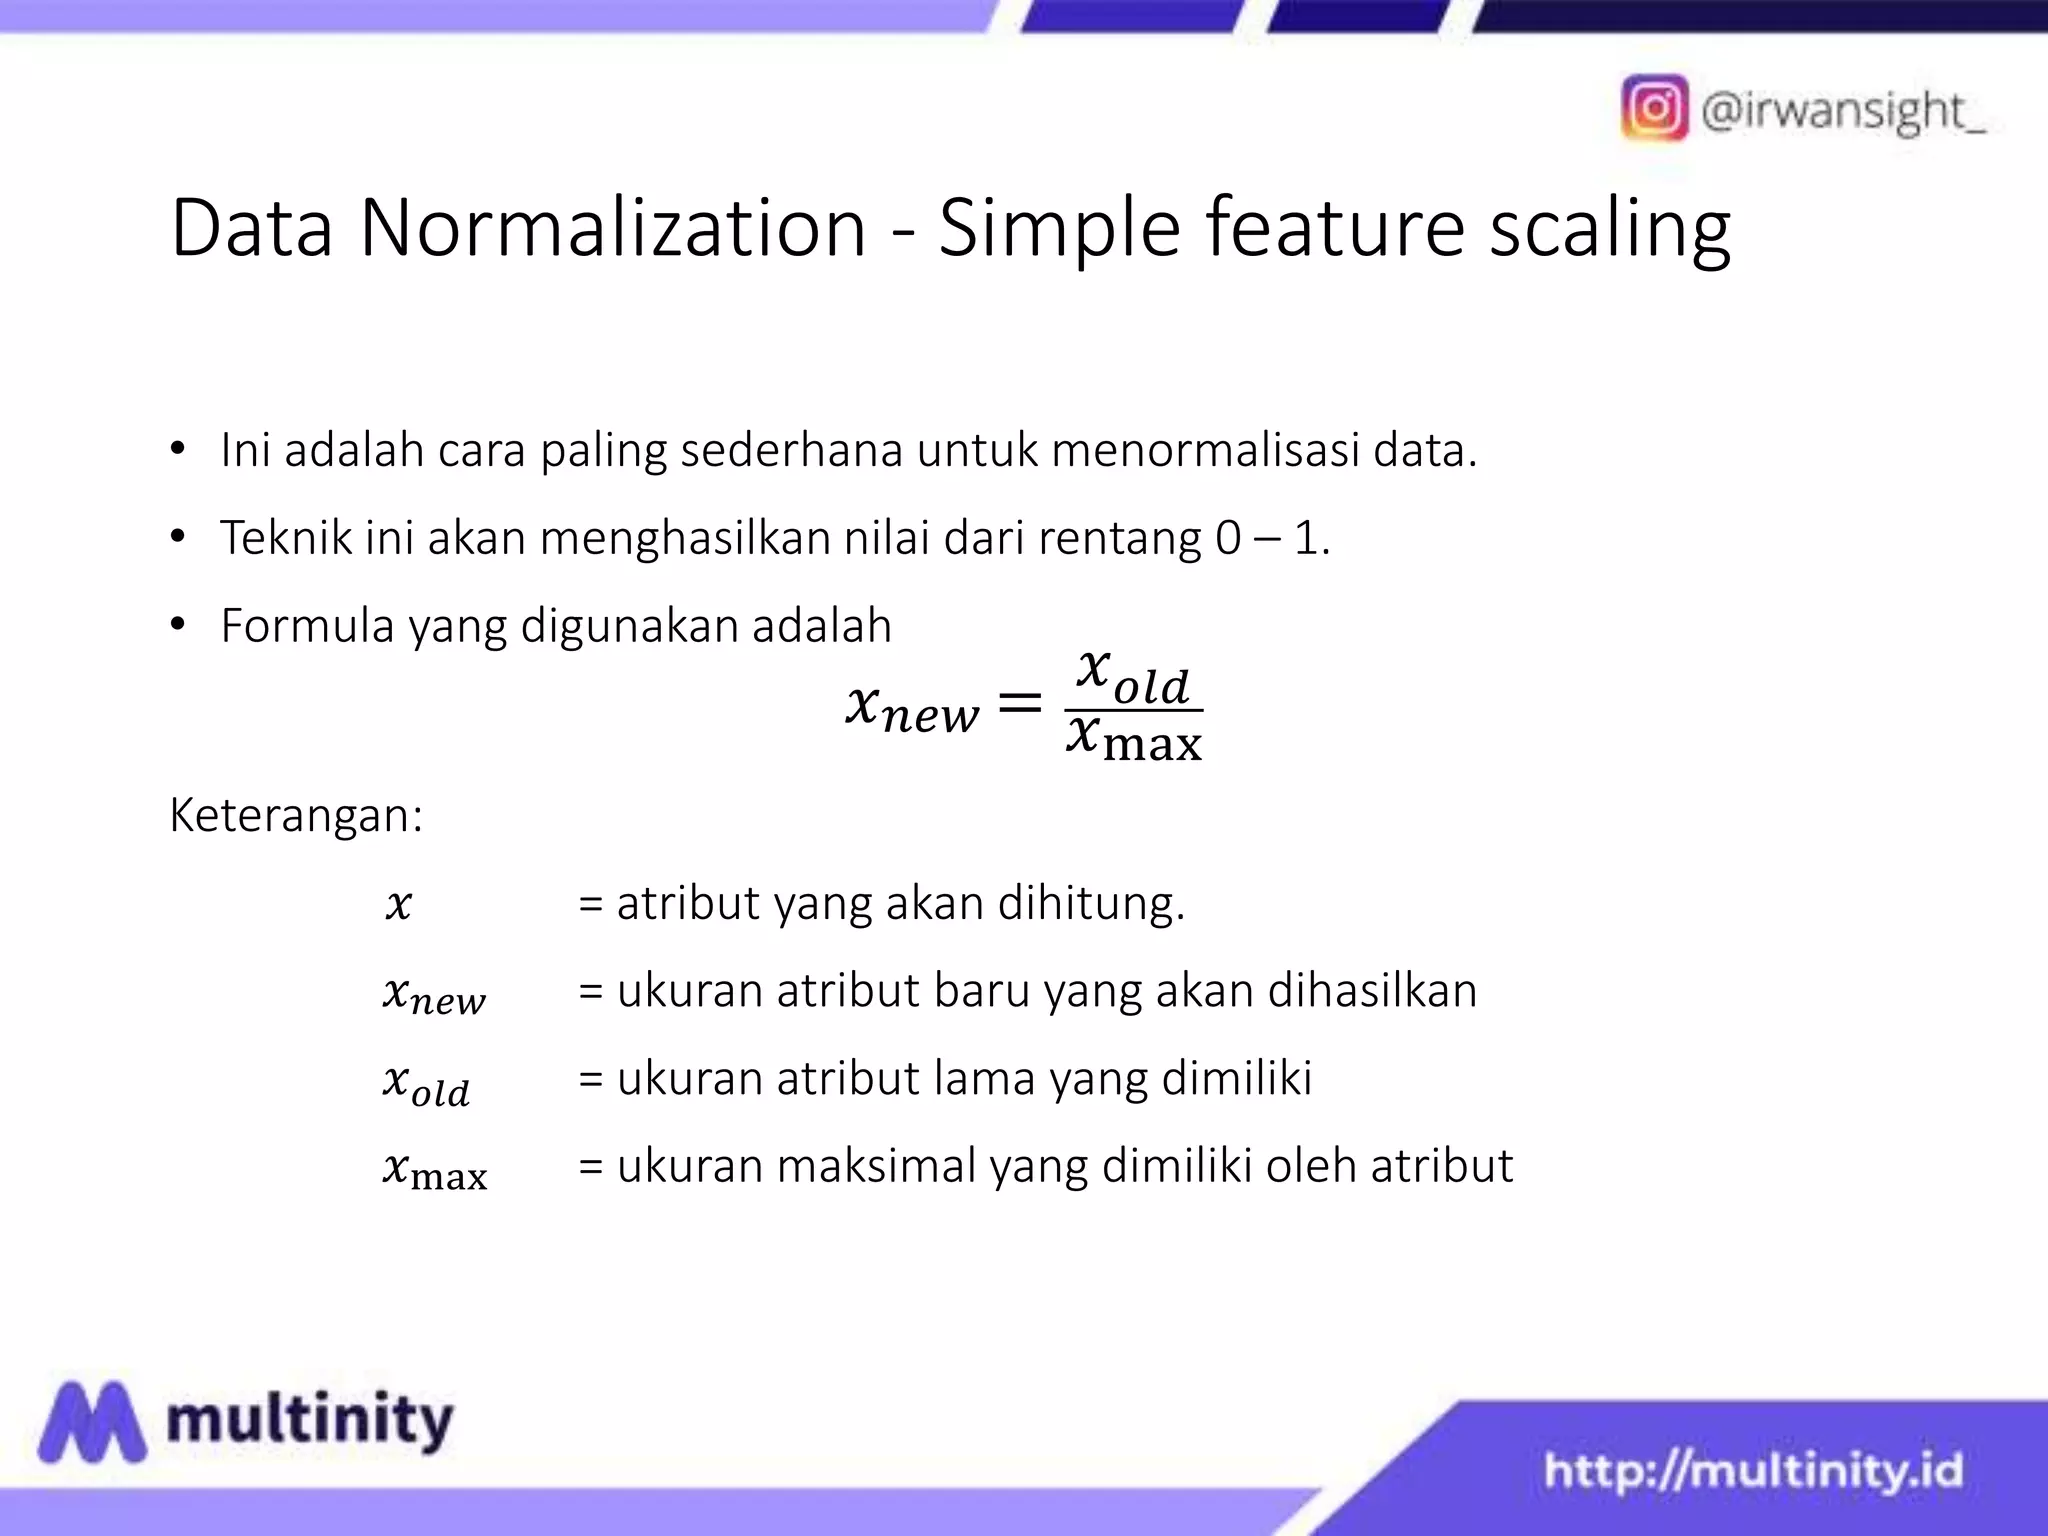 @irwansight_
Data Normalization - Simple feature scaling
• Ini adalah cara paling sederhana untuk menormalisasi data.
• Teknik ini akan menghasilkan nilai dari rentang 0 – 1.
• Formula yang digunakan adalah
x_new = x_old / x_max
Keterangan:
x = atribut yang akan dihitung.
x_new = ukuran atribut baru yang akan dihasilkan
x_old = ukuran atribut lama yang dimiliki
x_max = ukuran maksimal yang dimiliki oleh atribut
multinity
http://multinity.id